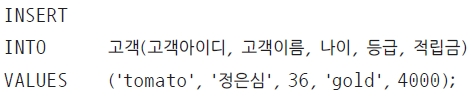 INSERT
INTO 고객(고객아이디, 고객이름, 나이, 등급, 적립금)
VALUES ('tomato', '정은심', 36, 'gold', 4000);